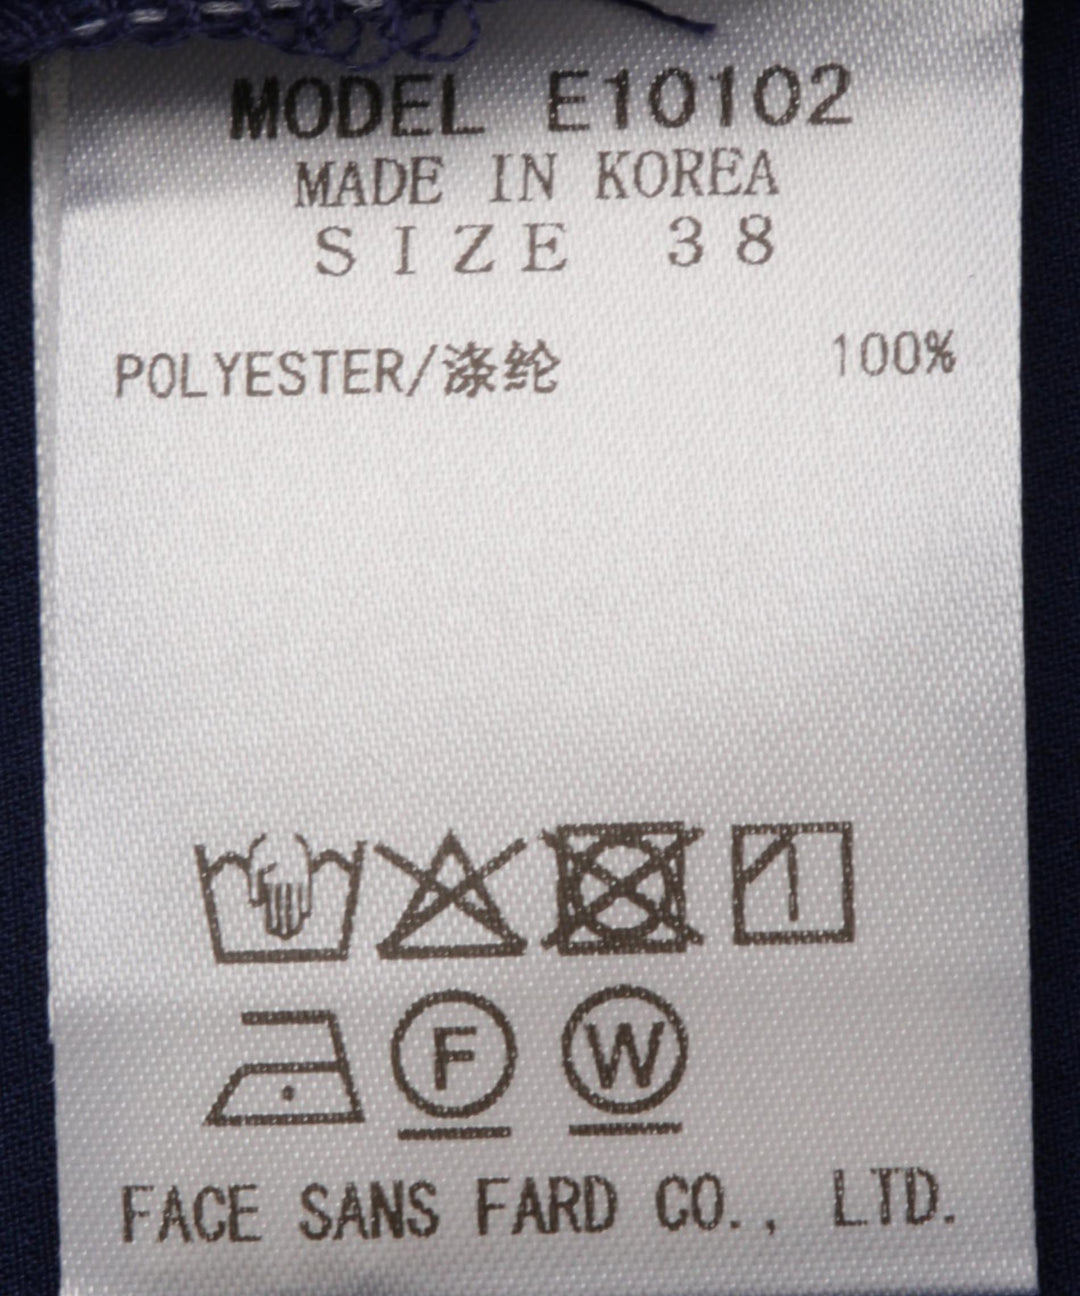 MODEL E10102
MADE IN KOREA
SIZE 38
POLYESTER/涤纶 100%
F W
FACE SANS FARD CO., LTD.